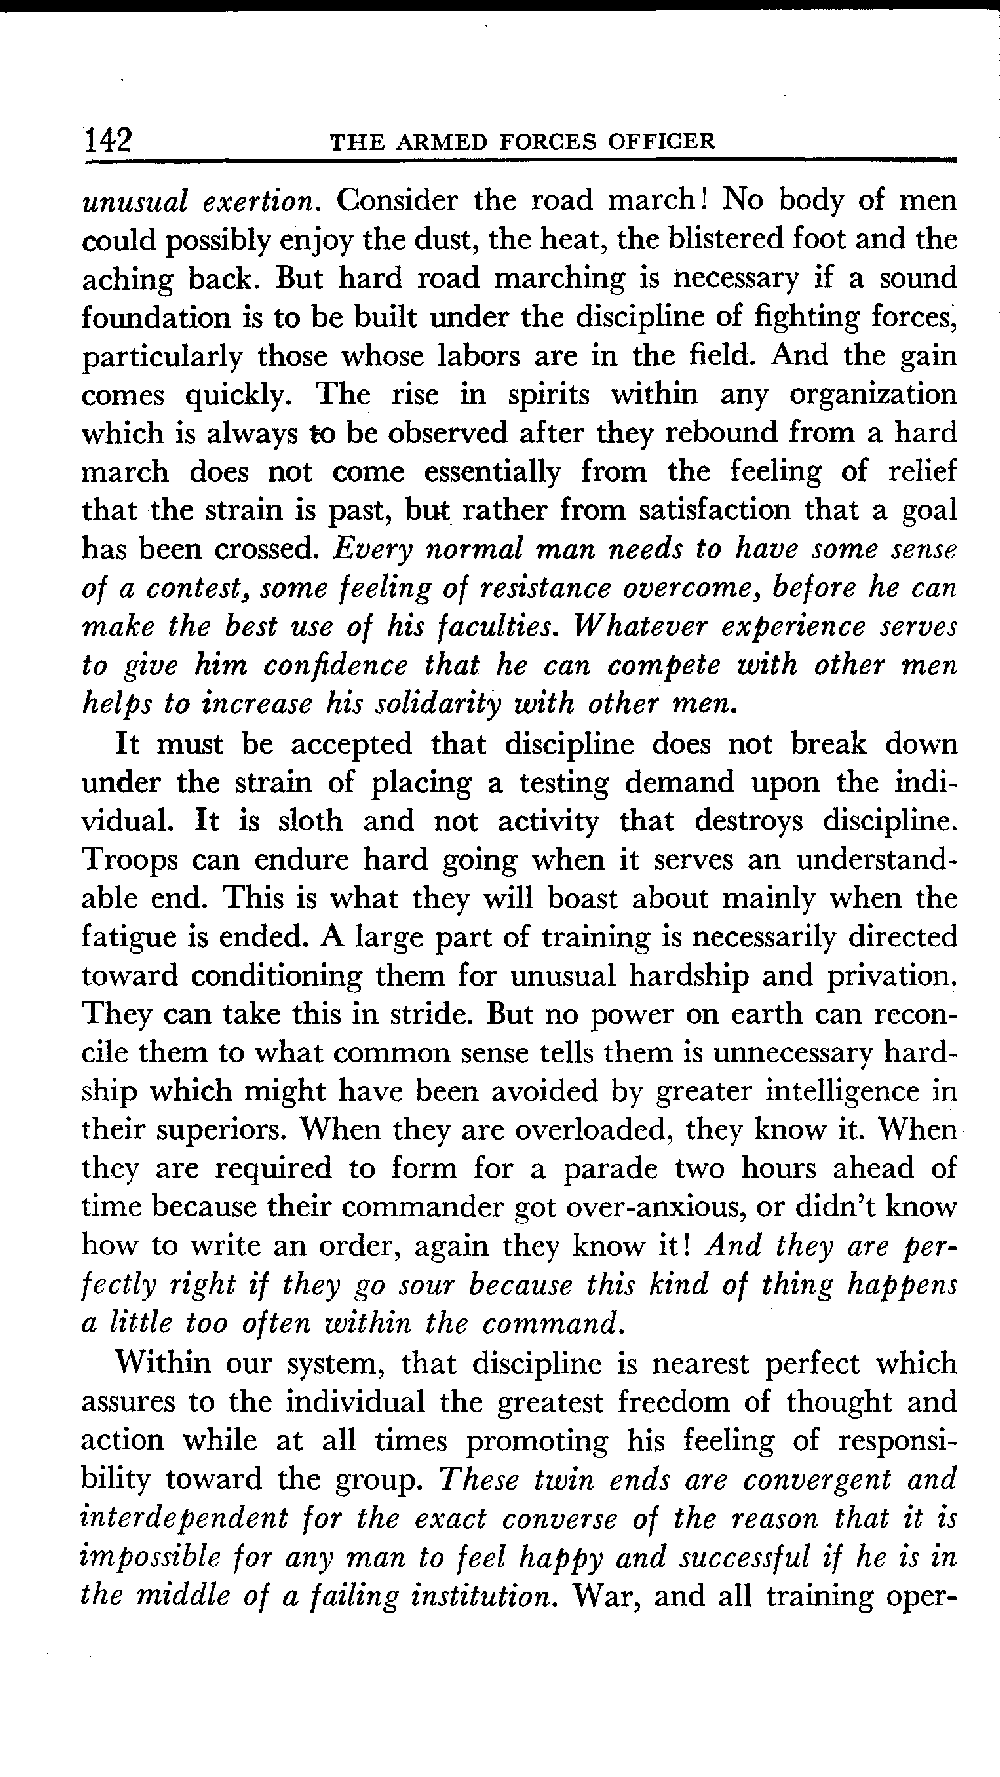 142 THE ARMED FORCES OFFICER
unusual exertion. Consider the road march! No body of men
could possibly enjoy the dust, the heat, the blistered foot and the
aching back. But hard road marching is necessary if a sound
foundation is to be built under the discipline of fighting forces,
particularly those whose labors are in the field. And the gain
comes quickly. The rise in spirits within any organization
which is always to be observed after they rebound from a hard
march does not come essentially from the feeling of relief
that the strain is past, but rather from satisfaction that a goal
has been crossed. Every normal man needs to have some sense
of a contest, some feeling of resistance overcome, before he can
make the best use of his faculties. Whatever experience serves
to give him confidence that he can compete with other men
helps to increase his solidarity with other men.
It must be accepted that discipline does not break down
under the strain of placing a testing demand upon the indi-
vidual. It is sloth and not activity that destroys discipline.
Troops can endure hard going when it serves an understand-
able end. This is what they will boast about mainly when the
fatigue is ended. A large part of training is necessarily directed
toward conditioning them for unusual hardship and privation.
They can take this in stride. But no power on earth can recon-
cile them to what common sense tells them is unnecessary hard-
ship which might have been avoided by greater intelligence in
their superiors. When they are overloaded, they know it. When
they are required to form for a parade two hours ahead of
time because their commander got over-anxious, or didn't know
how to write an order, again they know it! And they are per-
fectly right if they go sour because this kind of thing happens
a little too often within the command.
Within our system, that discipline is nearest perfect which
assures to the individual the greatest freedom of thought and
action while at all times promoting his feeling of responsi-
bility toward the group. These twin ends are convergent and
interdependent for the exact converse of the reason that it is
impossible for any man to feel happy and successful if he is in
the middle of a failing institution. War, and all training oper-